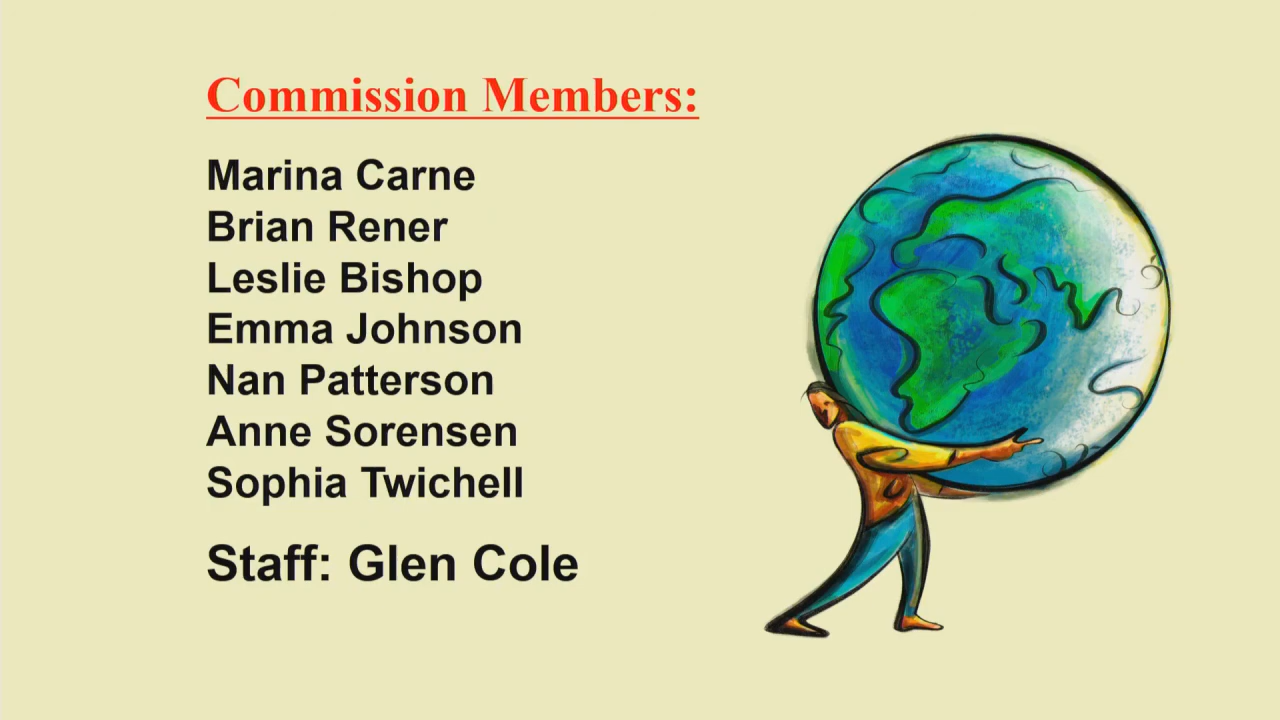 Commission Members:
Marina Carne
Brian Rener
Leslie Bishop
Emma Johnson
Nan Patterson
Anne Sorensen
Sophia Twichell
Staff: Glen Cole